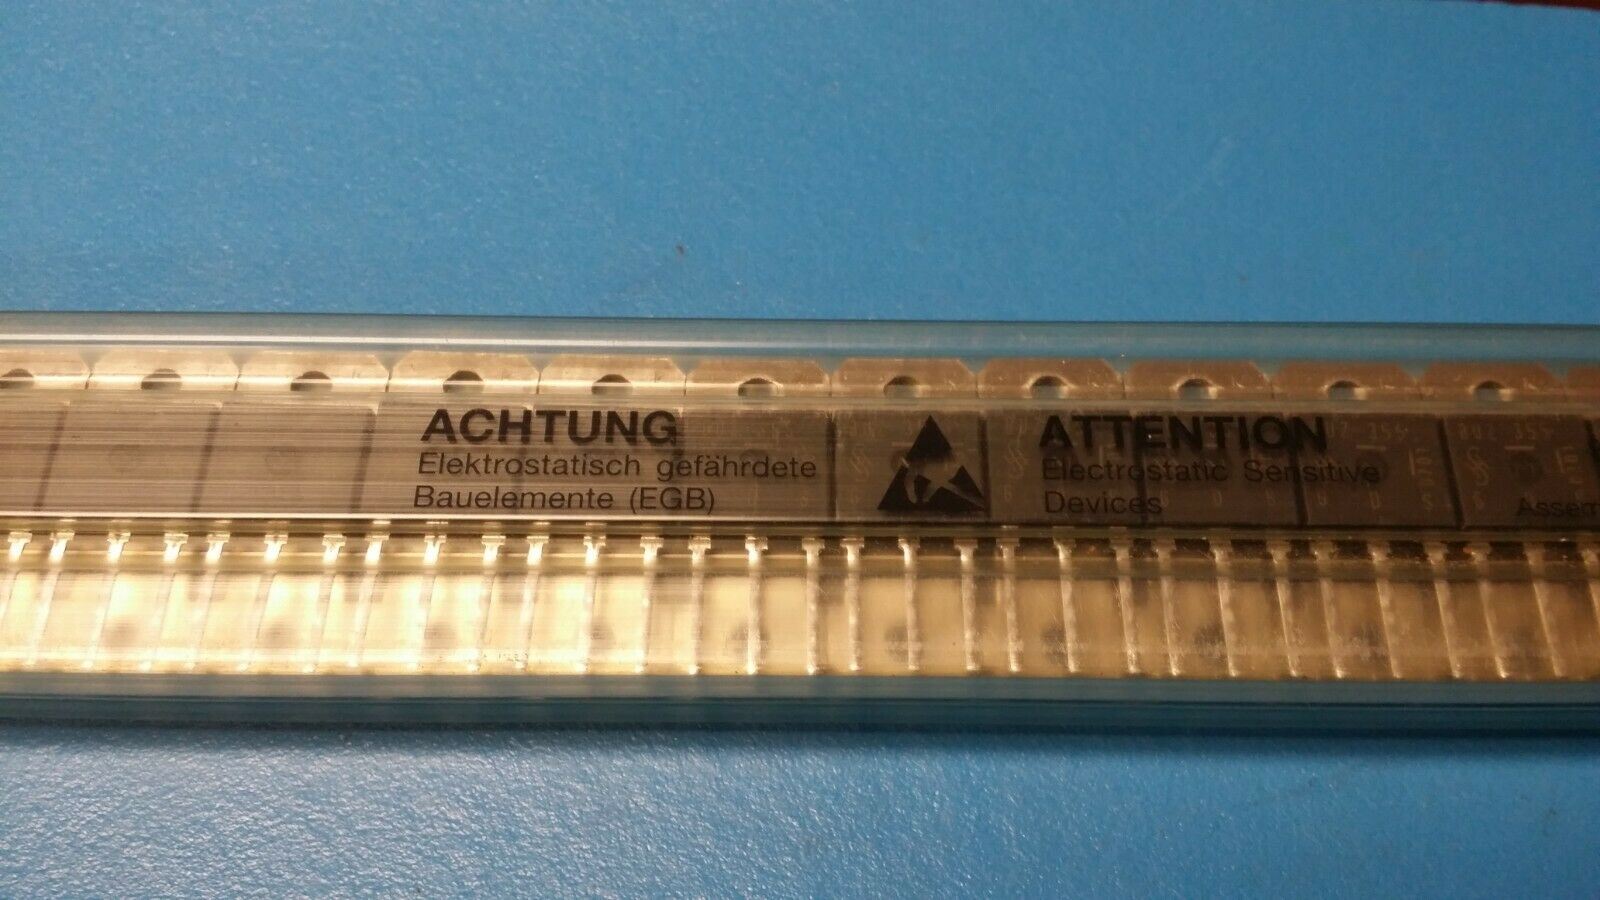 ACHTUNG
Elektrostatisch gefährdete
Bauelemente (EGB)
ATTENTION
Electrostatic Sensitive
Devices